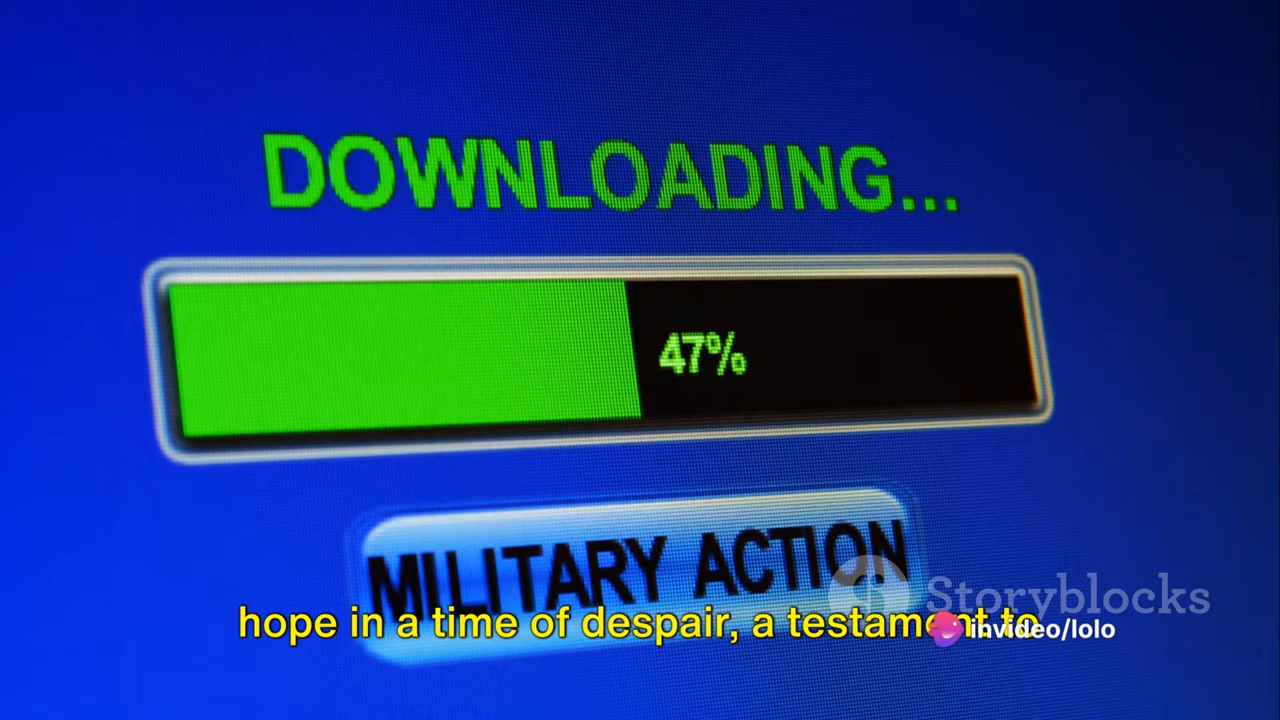 DOWNLOADING...
47%
MILITARY ACTION
Storyblocks
hope in a time of despair, a testament to
invideo/lolo